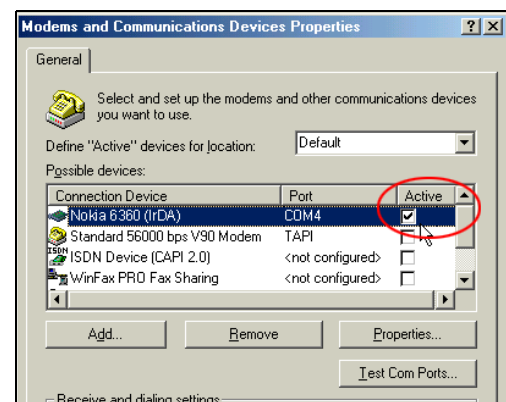 Modems and Communications Devices Properties
General
Select and set up the modems and other communications devices
you want to use.
Define "Active" devices for location: Default
Possible devices:
Connection Device Port Active
Nokia 6360 (IrDA) COM4
Standard 56000 bps V90 Modem TAPI
ISDN ISDN Device (CAPI 2.0) <not configured>
WinFax PRO Fax Sharing <not configured>
Add... Remove Properties...
Test Com Ports...
Receive and dialing settings